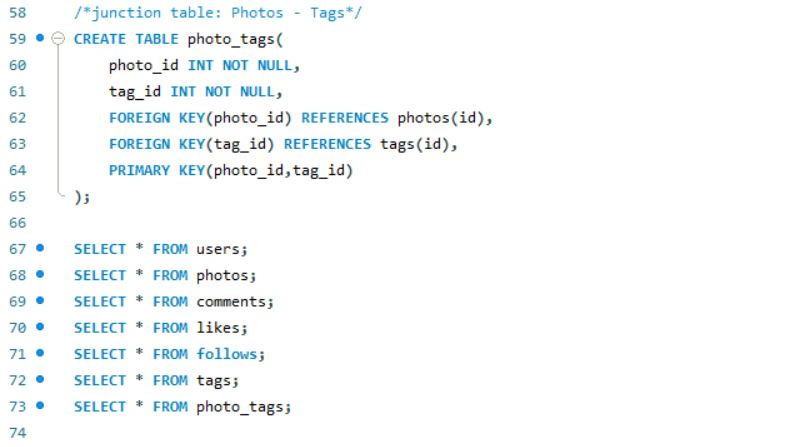 58 /*junction table: Photos - Tags*/
59 CREATE TABLE photo_tags(
60 photo_id INT NOT NULL,
61 tag_id INT NOT NULL,
62 FOREIGN KEY(photo_id) REFERENCES photos(id),
63 FOREIGN KEY(tag_id) REFERENCES tags(id),
64 PRIMARY KEY(photo_id,tag_id)
65 );
66
67 SELECT * FROM users;
68 SELECT * FROM photos;
69 SELECT * FROM comments;
70 SELECT * FROM likes;
71 SELECT * FROM follows;
72 SELECT * FROM tags;
73 SELECT * FROM photo_tags;
74